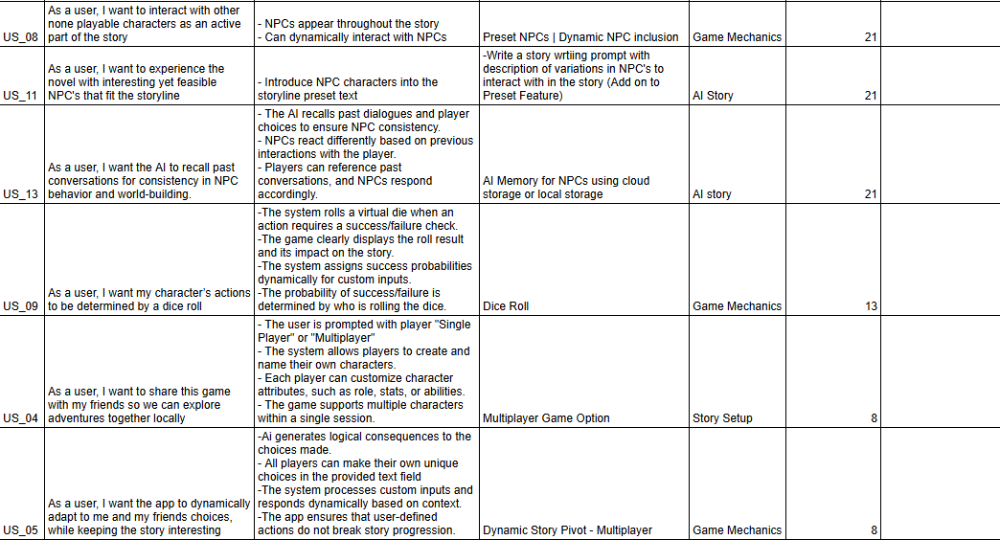 US_08
As a user, I want to interact with other
none playable characters as an active
part of the story
- NPCs appear throughout the story
- Can dynamically interact with NPCs
Preset NPCs | Dynamic NPC inclusion
Game Mechanics
21
US_11
As a user, I want to experience the
novel with interesting yet feasible
NPC's that fit the storyline
- Introduce NPC characters into the
storyline preset text
-Write a story wrtiing prompt with
description of variations in NPC's to
interact with in the story (Add on to
Preset Feature)
AI Story
21
US_13
As a user, I want the AI to recall past
conversations for consistency in NPC
behavior and world-building.
- The AI recalls past dialogues and player
choices to ensure NPC consistency.
- NPCs react differently based on previous
interactions with the player.
- Players can reference past
conversations, and NPCs respond
accordingly.
AI Memory for NPCs using cloud
storage or local storage
AI story
21
US_09
As a user, I want my character's actions
to be determined by a dice roll
-The system rolls a virtual die when an
action requires a success/failure check.
-The game clearly displays the roll result
and its impact on the story.
-The system assigns success probabilities
dynamically for custom inputs.
-The probability of success/failure is
determined by who is rolling the dice.
Dice Roll
Game Mechanics
13
US_04
As a user, I want to share this game
with my friends so we can explore
adventures together locally
- The user is prompted with player "Single
Player" or "Multiplayer"
- The system allows players to create and
name their own characters.
- Each player can customize character
attributes, such as role, stats, or abilities.
- The game supports multiple characters
within a single session.
Multiplayer Game Option
Story Setup
8
US_05
As a user, I want the app to dynamically
adapt to me and my friends choices,
while keeping the story interesting
-Ai generates logical consequences to the
choices made.
- All players can make their own unique
choices in the provided text field
-The system processes custom inputs and
responds dynamically based on context.
-The app ensures that user-defined
actions do not break story progression.
Dynamic Story Pivot - Multiplayer
Game Mechanics
8